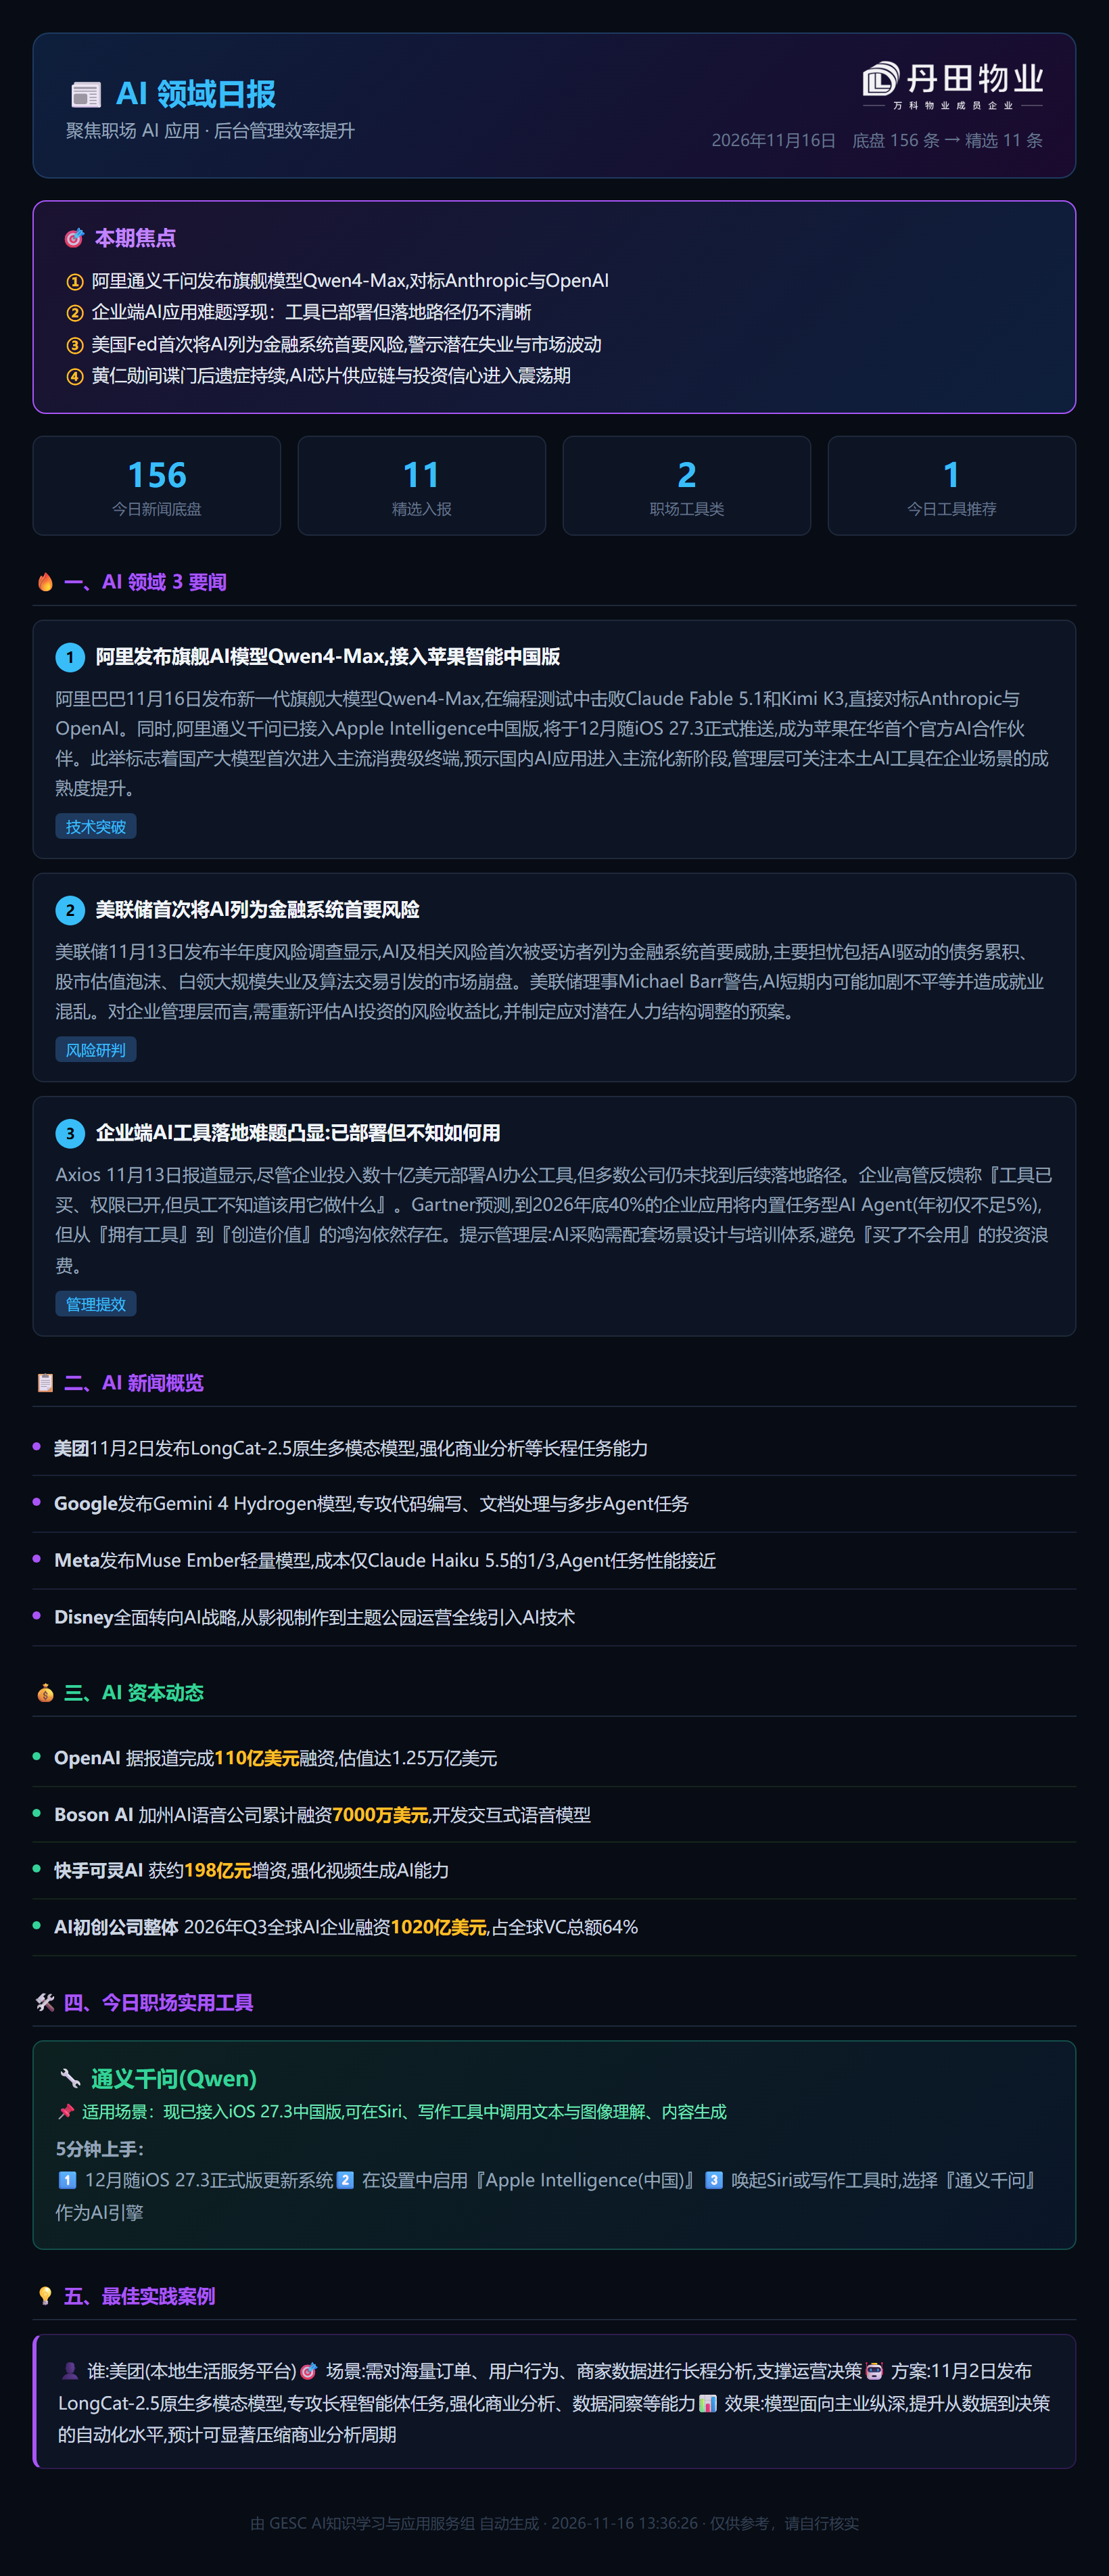 📰 AI 领域日报
聚焦职场 AI 应用 · 后台管理效率提升
丹田物业
万科物业成员企业
2026年11月16日 底盘 156 条 → 精选 11 条
🎯 本期焦点
① 阿里通义千问发布旗舰模型Qwen4-Max,对标Anthropic与OpenAI
② 企业端AI应用难题浮现：工具已部署但落地路径仍不清晰
③ 美国Fed首次将AI列为金融系统首要风险,警示潜在失业与市场波动
④ 黄仁勋间谍门后遗症持续,AI芯片供应链与投资信心进入震荡期
156
今日新闻底盘
11
精选入报
2
职场工具类
1
今日工具推荐
🔥 一、AI 领域 3 要闻
1 阿里发布旗舰AI模型Qwen4-Max,接入苹果智能中国版
阿里巴巴11月16日发布新一代旗舰大模型Qwen4-Max,在编程测试中击败Claude Fable 5.1和Kimi K3,直接对标Anthropic与
OpenAI。同时,阿里通义千问已接入Apple Intelligence中国版,将于12月随iOS 27.3正式推送,成为苹果在华首个官方AI合作伙
伴。此举标志着国产大模型首次进入主流消费级终端,预示国内AI应用进入主流化新阶段,管理层可关注本土AI工具在企业场景的成
熟度提升。
技术突破
2 美联储首次将AI列为金融系统首要风险
美联储11月13日发布半年度风险调查显示,AI及相关风险首次被受访者列为金融系统首要威胁,主要担忧包括AI驱动的债务累积、
股市估值泡沫、白领大规模失业及算法交易引发的市场崩盘。美联储理事Michael Barr警告,AI短期内可能加剧不平等并造成就业
混乱。对企业管理层而言,需重新评估AI投资的风险收益比,并制定应对潜在人力结构调整的预案。
风险研判
3 企业端AI工具落地难题凸显:已部署但不知如何用
Axios 11月13日报道显示,尽管企业投入数十亿美元部署AI办公工具,但多数公司仍未找到后续落地路径。企业高管反馈称『工具已
买、权限已开,但员工不知道该用它做什么』。Gartner预测,到2026年底40%的企业应用将内置任务型AI Agent(年初仅不足5%),
但从『拥有工具』到『创造价值』的鸿沟依然存在。提示管理层:AI采购需配套场景设计与培训体系,避免『买了不会用』的投资浪
费。
管理提效
📋 二、AI 新闻概览
美团11月2日发布LongCat-2.5原生多模态模型,强化商业分析等长程任务能力
Google发布Gemini 4 Hydrogen模型,专攻代码编写、文档处理与多步Agent任务
Meta发布Muse Ember轻量模型,成本仅Claude Haiku 5.5的1/3,Agent任务性能接近
Disney全面转向AI战略,从影视制作到主题公园运营全线引入AI技术
💰 三、AI 资本动态
OpenAI 据报道完成110亿美元融资,估值达1.25万亿美元
Boson AI 加州AI语音公司累计融资7000万美元,开发交互式语音模型
快手可灵AI 获约198亿元增资,强化视频生成AI能力
AI初创公司整体 2026年Q3全球AI企业融资1020亿美元,占全球VC总额64%
🛠 四、今日职场实用工具
🔧 通义千问(Qwen)
📌 适用场景：现已接入iOS 27.3中国版,可在Siri、写作工具中调用文本与图像理解、内容生成
5分钟上手：
1️⃣ 12月随iOS 27.3正式版更新系统2️⃣ 在设置中启用『Apple Intelligence(中国)』3️⃣ 唤起Siri或写作工具时,选择『通义千问』
作为AI引擎
💡 五、最佳实践案例
👤 谁:美团(本地生活服务平台)🎯 场景:需对海量订单、用户行为、商家数据进行长程分析,支撑运营决策🤖 方案:11月2日发布
LongCat-2.5原生多模态模型,专攻长程智能体任务,强化商业分析、数据洞察等能力📊 效果:模型面向主业纵深,提升从数据到决策
的自动化水平,预计可显著压缩商业分析周期
由 GESC AI知识学习与应用服务组 自动生成 · 2026-11-16 13:36:26 · 仅供参考，请自行核实